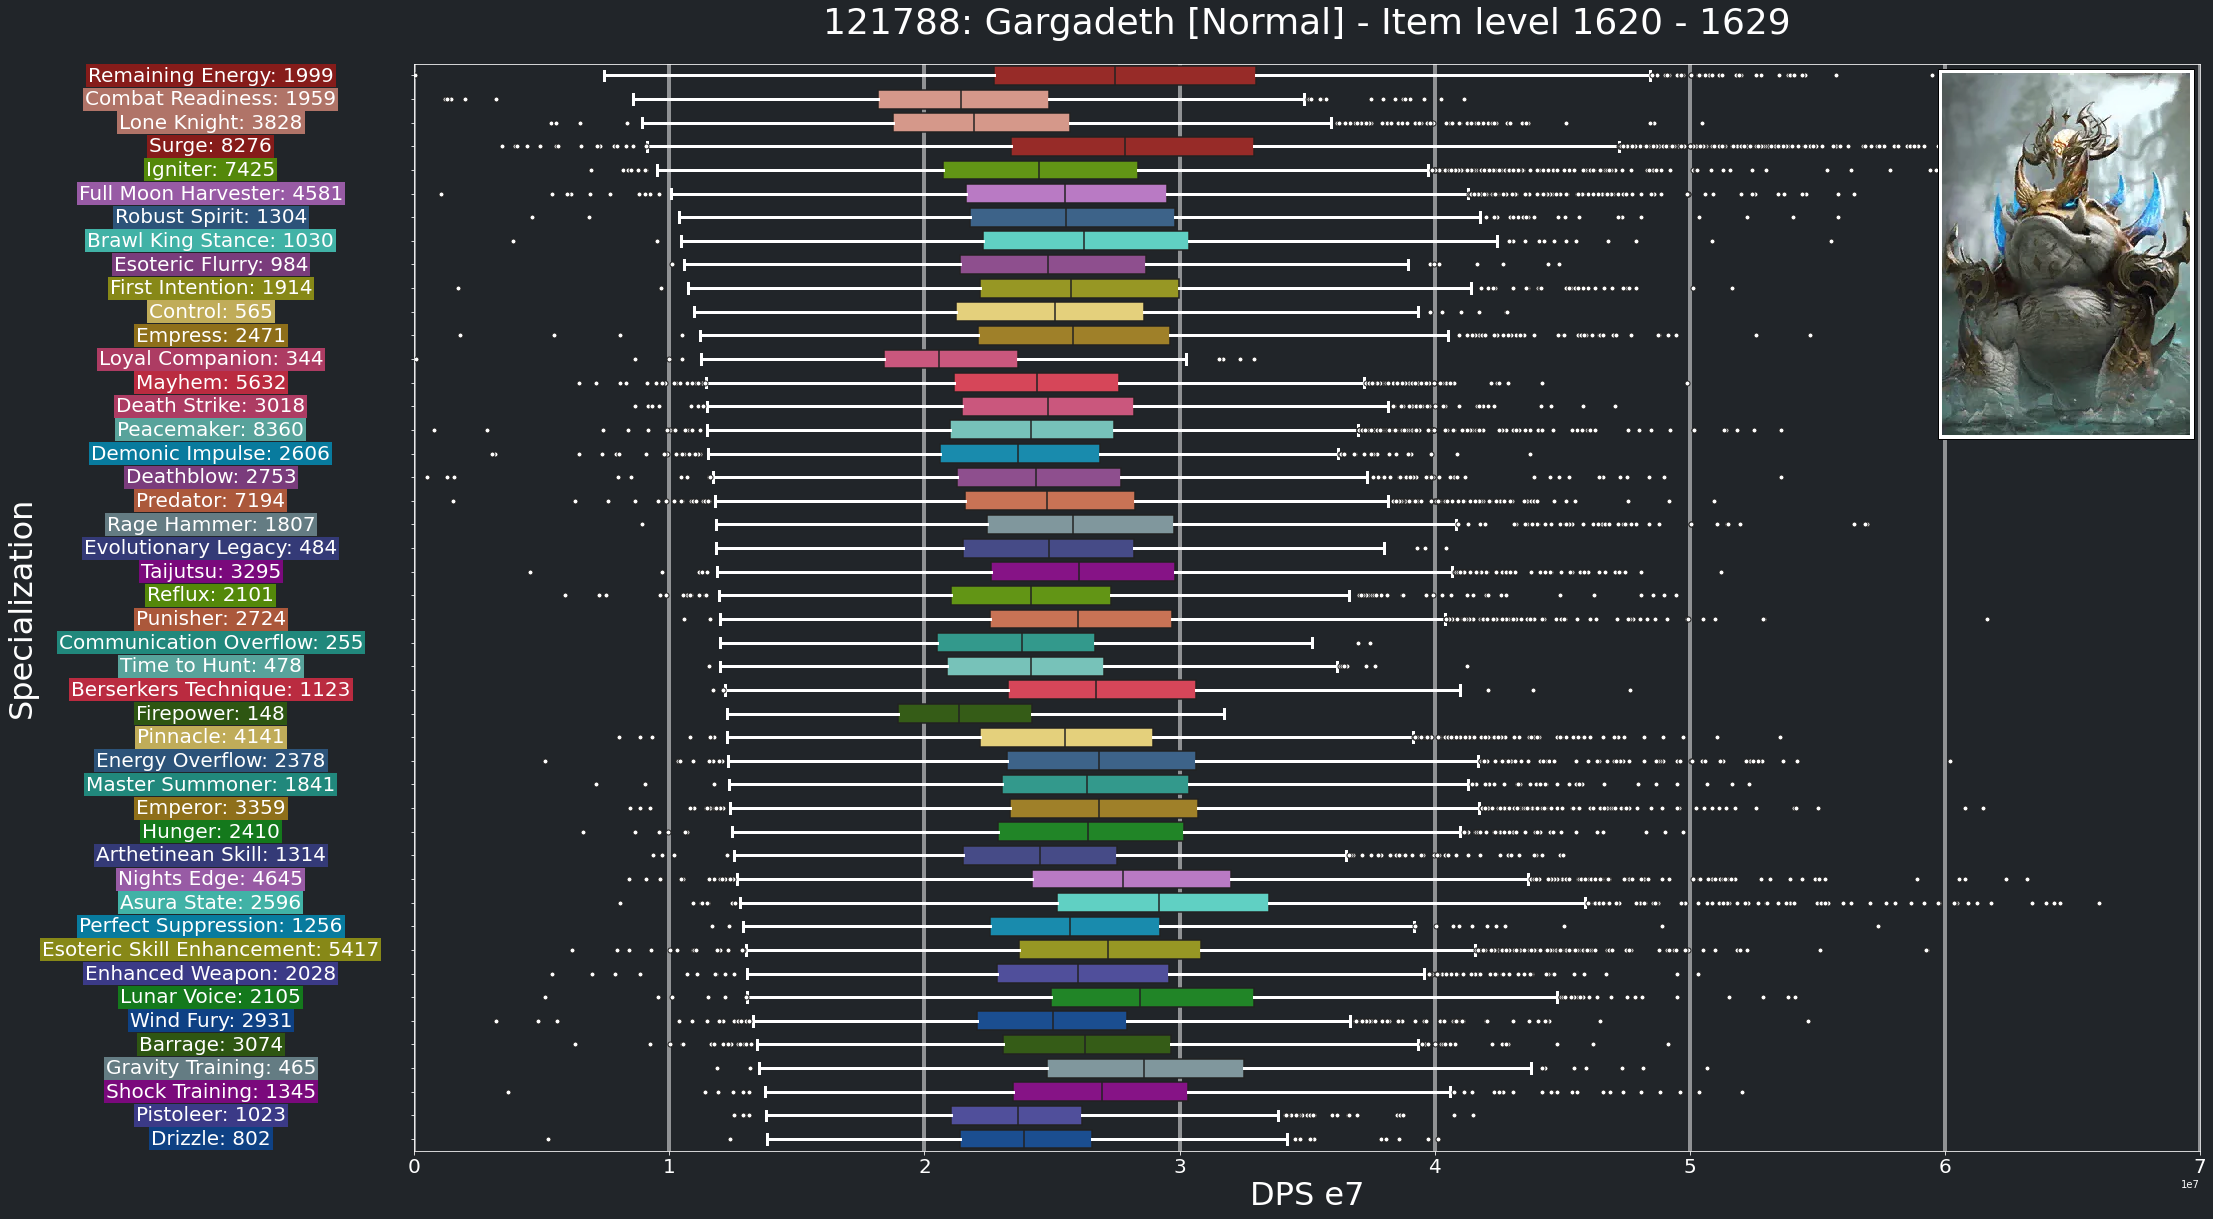 121788: Gargadeth [Normal] - Item level 1620 - 1629
Remaining Energy: 1999
Combat Readiness: 1959
Lone Knight: 3828
Surge: 8276
Igniter: 7425
Full Moon Harvester: 4581
Robust Spirit: 1304
Brawl King Stance: 1030
Esoteric Flurry: 984
First Intention: 1914
Control: 565
Empress: 2471
Loyal Companion: 344
Mayhem: 5632
Death Strike: 3018
Peacemaker: 8360
Demonic Impulse: 2606
Deathblow: 2753
Predator: 7194
Rage Hammer: 1807
Evolutionary Legacy: 484
Taijutsu: 3295
Reflux: 2101
Punisher: 2724
Communication Overflow: 255
Time to Hunt: 478
Berserkers Technique: 1123
Firepower: 148
Pinnacle: 4141
Energy Overflow: 2378
Master Summoner: 1841
Emperor: 3359
Hunger: 2410
Arthetinean Skill: 1314
Nights Edge: 4645
Asura State: 2596
Perfect Suppression: 1256
Esoteric Skill Enhancement: 5417
Enhanced Weapon: 2028
Lunar Voice: 2105
Wind Fury: 2931
Barrage: 3074
Gravity Training: 465
Shock Training: 1345
Pistoleer: 1023
Drizzle: 802
Specialization
0 1 2 3 4 5 6 7
1e7
DPS e7